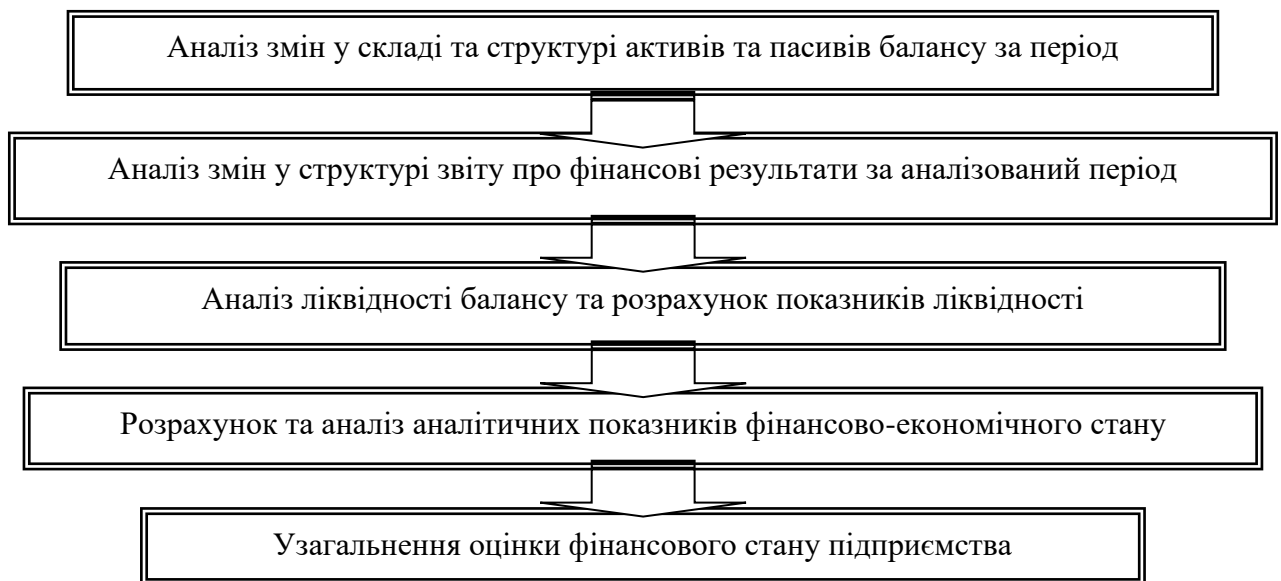 Аналіз змін у складі та структурі активів та пасивів балансу за період
Аналіз змін у структурі звіту про фінансові результати за аналізований період
Аналіз ліквідності балансу та розрахунок показників ліквідності
Розрахунок та аналіз аналітичних показників фінансово-економічного стану
Узагальнення оцінки фінансового стану підприємства